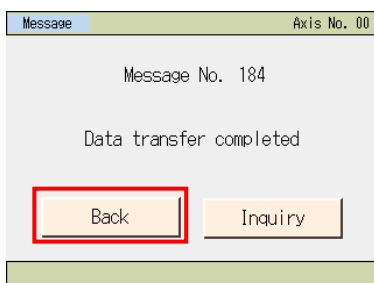 Message Axis No. 00
Message No. 184
Data transfer completed
Back Inquiry